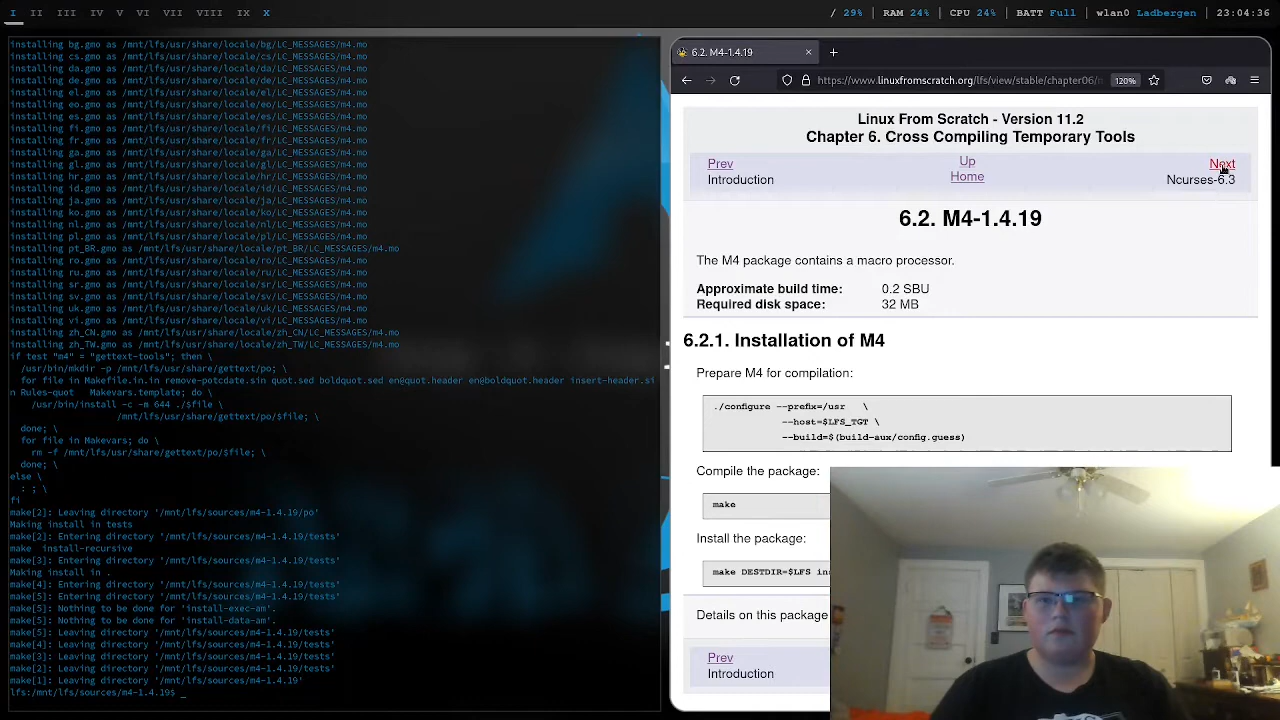 I II III IV V VI VII VIII IX X
/ 29% | RAM 24% | CPU 24% | BATT Full | wlan0 Ladbergen | 23:04:36
installing bg.gmo as /mnt/lfs/usr/share/locale/bg/LC_MESSAGES/m4.mo
installing cs.gmo as /mnt/lfs/usr/share/locale/cs/LC_MESSAGES/m4.mo
installing da.gmo as /mnt/lfs/usr/share/locale/da/LC_MESSAGES/m4.mo
installing de.gmo as /mnt/lfs/usr/share/locale/de/LC_MESSAGES/m4.mo
installing el.gmo as /mnt/lfs/usr/share/locale/el/LC_MESSAGES/m4.mo
installing eo.gmo as /mnt/lfs/usr/share/locale/eo/LC_MESSAGES/m4.mo
installing es.gmo as /mnt/lfs/usr/share/locale/es/LC_MESSAGES/m4.mo
installing fi.gmo as /mnt/lfs/usr/share/locale/fi/LC_MESSAGES/m4.mo
installing fr.gmo as /mnt/lfs/usr/share/locale/fr/LC_MESSAGES/m4.mo
installing ga.gmo as /mnt/lfs/usr/share/locale/ga/LC_MESSAGES/m4.mo
installing gl.gmo as /mnt/lfs/usr/share/locale/gl/LC_MESSAGES/m4.mo
installing hr.gmo as /mnt/lfs/usr/share/locale/hr/LC_MESSAGES/m4.mo
installing id.gmo as /mnt/lfs/usr/share/locale/id/LC_MESSAGES/m4.mo
installing ja.gmo as /mnt/lfs/usr/share/locale/ja/LC_MESSAGES/m4.mo
installing ko.gmo as /mnt/lfs/usr/share/locale/ko/LC_MESSAGES/m4.mo
installing nl.gmo as /mnt/lfs/usr/share/locale/nl/LC_MESSAGES/m4.mo
installing pl.gmo as /mnt/lfs/usr/share/locale/pl/LC_MESSAGES/m4.mo
installing pt_BR.gmo as /mnt/lfs/usr/share/locale/pt_BR/LC_MESSAGES/m4.mo
installing ro.gmo as /mnt/lfs/usr/share/locale/ro/LC_MESSAGES/m4.mo
installing ru.gmo as /mnt/lfs/usr/share/locale/ru/LC_MESSAGES/m4.mo
installing sr.gmo as /mnt/lfs/usr/share/locale/sr/LC_MESSAGES/m4.mo
installing sv.gmo as /mnt/lfs/usr/share/locale/sv/LC_MESSAGES/m4.mo
installing uk.gmo as /mnt/lfs/usr/share/locale/uk/LC_MESSAGES/m4.mo
installing vi.gmo as /mnt/lfs/usr/share/locale/vi/LC_MESSAGES/m4.mo
installing zh_CN.gmo as /mnt/lfs/usr/share/locale/zh_CN/LC_MESSAGES/m4.mo
installing zh_TW.gmo as /mnt/lfs/usr/share/locale/zh_TW/LC_MESSAGES/m4.mo
if test "m4" = "gettext-tools"; then \
/usr/bin/mkdir -p /mnt/lfs/usr/share/gettext/po; \
for file in Makefile.in.in remove-potcdate.sin quot.sed boldquot.sed en@quot.header en@boldquot.header insert-header.si
n Rules-quot Makevars.template; do \
/usr/bin/install -c -m 644 ./$file \
/mnt/lfs/usr/share/gettext/po/$file; \
done; \
for file in Makevars; do \
rm -f /mnt/lfs/usr/share/gettext/po/$file; \
done; \
else \
: ; \
fi
make[2]: Leaving directory '/mnt/lfs/sources/m4-1.4.19/po'
Making install in tests
make[2]: Entering directory '/mnt/lfs/sources/m4-1.4.19/tests'
make install-recursive
make[3]: Entering directory '/mnt/lfs/sources/m4-1.4.19/tests'
Making install in .
make[4]: Entering directory '/mnt/lfs/sources/m4-1.4.19/tests'
make[5]: Entering directory '/mnt/lfs/sources/m4-1.4.19/tests'
make[5]: Nothing to be done for 'install-exec-am'.
make[5]: Nothing to be done for 'install-data-am'.
make[5]: Leaving directory '/mnt/lfs/sources/m4-1.4.19/tests'
make[4]: Leaving directory '/mnt/lfs/sources/m4-1.4.19/tests'
make[3]: Leaving directory '/mnt/lfs/sources/m4-1.4.19/tests'
make[2]: Leaving directory '/mnt/lfs/sources/m4-1.4.19/tests'
make[1]: Leaving directory '/mnt/lfs/sources/m4-1.4.19'
lfs:/mnt/lfs/sources/m4-1.4.19$ _
6.2. M4-1.4.19
https://www.linuxfromscratch.org/lfs/view/stable/chapter06/m 120%
Linux From Scratch - Version 11.2
Chapter 6. Cross Compiling Temporary Tools
Prev Up Next
Introduction Home Ncurses-6.3
6.2. M4-1.4.19
The M4 package contains a macro processor.
Approximate build time: 0.2 SBU
Required disk space: 32 MB
6.2.1. Installation of M4
Prepare M4 for compilation:
./configure --prefix=/usr \
--host=$LFS_TGT \
--build=$(build-aux/config.guess)
Compile the package:
make
Install the package:
make DESTDIR=$LFS ins
Details on this package
Prev
Introduction